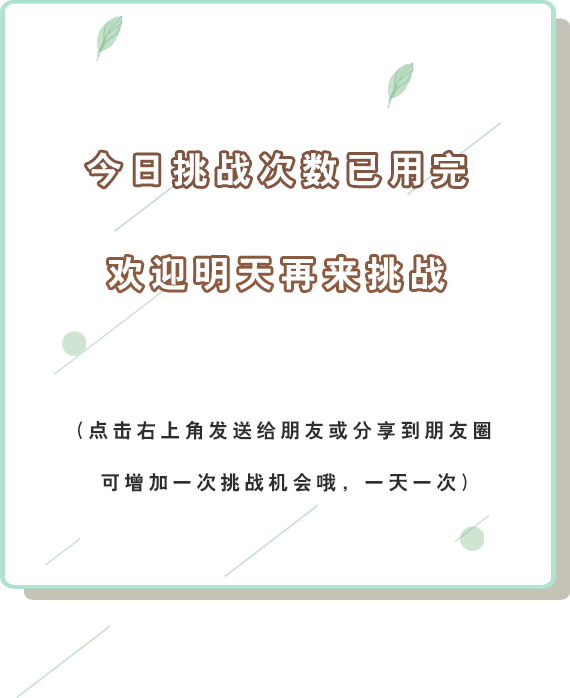 今日挑战次数已用完
欢迎明天再来挑战
（点击右上角发送给朋友或分享到朋友圈
可增加一次挑战机会哦，一天一次）